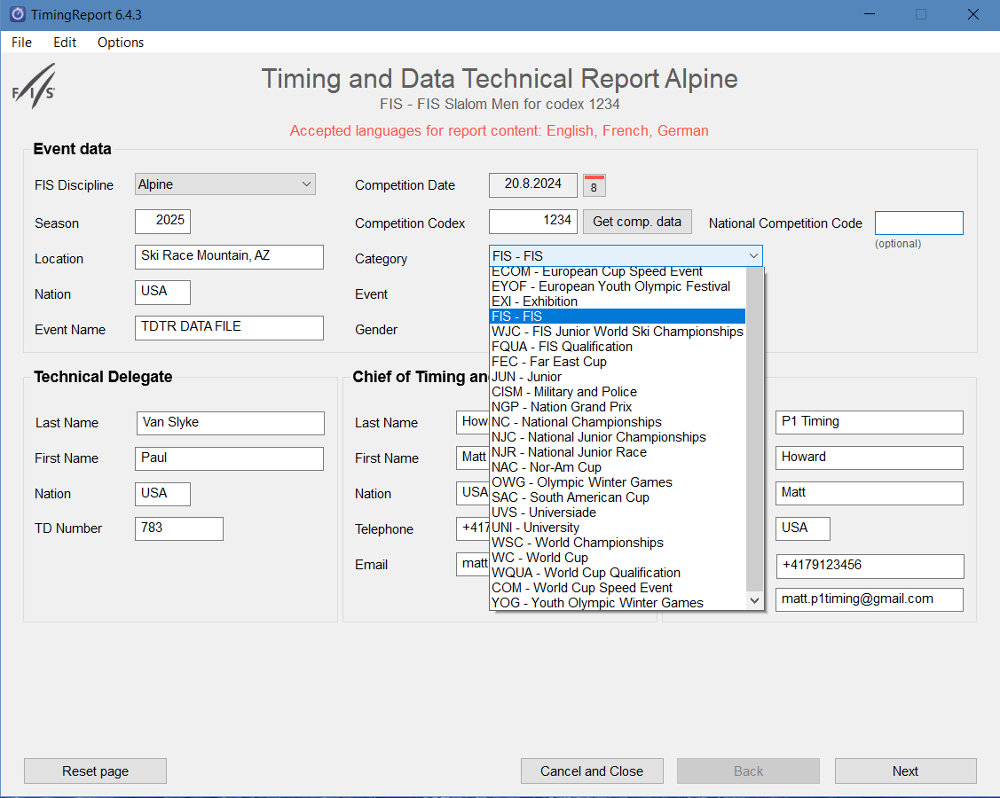 TimingReport 6.4.3
File Edit Options
FIS
Timing and Data Technical Report Alpine
FIS - FIS Slalom Men for codex 1234
Accepted languages for report content: English, French, German
Event data
FIS Discipline Alpine Competition Date 20.8.2024 8
Season 2025 Competition Codex 1234 Get comp. data National Competition Code
(optional)
Location Ski Race Mountain, AZ Category FIS - FIS
Nation USA Event
Event Name TDTR DATA FILE Gender
ECOM - European Cup Speed Event
EYOF - European Youth Olympic Festival
EXI - Exhibition
FIS - FIS
WJC - FIS Junior World Ski Championships
FQUA - FIS Qualification
FEC - Far East Cup
JUN - Junior
CISM - Military and Police
NGP - Nation Grand Prix
NC - National Championships
NJC - National Junior Championships
NJR - National Junior Race
NAC - Nor-Am Cup
OWG - Olympic Winter Games
SAC - South American Cup
UVS - Universiade
UNI - University
WSC - World Championships
WC - World Cup
WQUA - World Cup Qualification
COM - World Cup Speed Event
YOG - Youth Olympic Winter Games
Technical Delegate
Last Name Van Slyke
First Name Paul
Nation USA
TD Number 783
Chief of Timing an
Last Name How
First Name Matt
Nation USA
Telephone +417
Email matt
P1 Timing
Howard
Matt
USA
+4179123456
matt.p1timing@gmail.com
Reset page Cancel and Close Back Next